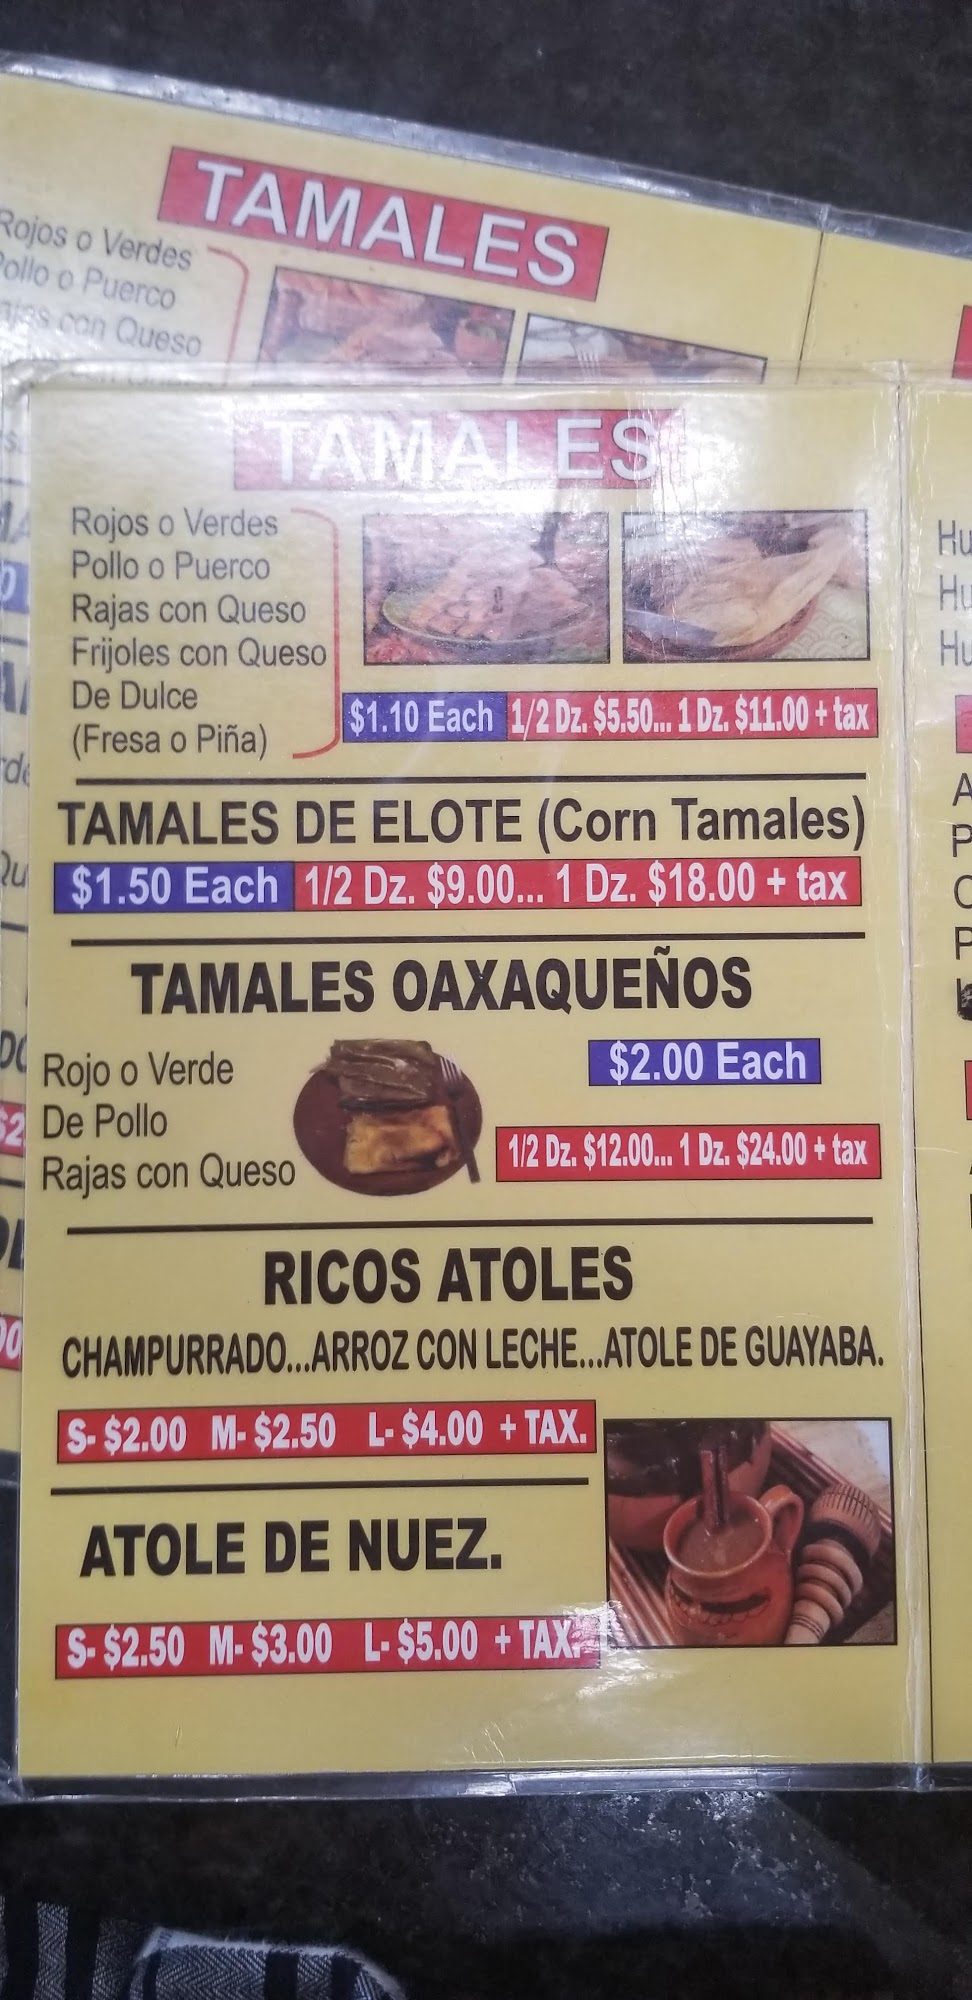 TAMALES
Rojos o Verdes
Pollo o Puerco
con Queso
TAMALES
Rojos o Verdes
Pollo o Puerco
Rajas con Queso
Frijoles con Queso
De Dulce
(Fresa o Piña)
$1.10 Each 1/2 Dz. $5.50... 1 Dz. $11.00 + tax
TAMALES DE ELOTE (Corn Tamales)
$1.50 Each 1/2 Dz. $9.00... 1 Dz. $18.00 + tax
TAMALES OAXAQUEÑOS
Rojo o Verde
De Pollo
Rajas con Queso
$2.00 Each
1/2 Dz. $12.00... 1 Dz. $24.00 + tax
RICOS ATOLES
CHAMPURRADO...ARROZ CON LECHE...ATOLE DE GUAYABA.
S- $2.00 M- $2.50 L- $4.00 + TAX.
ATOLE DE NUEZ.
S- $2.50 M- $3.00 L- $5.00 + TAX.
Hu
Hu
Hu